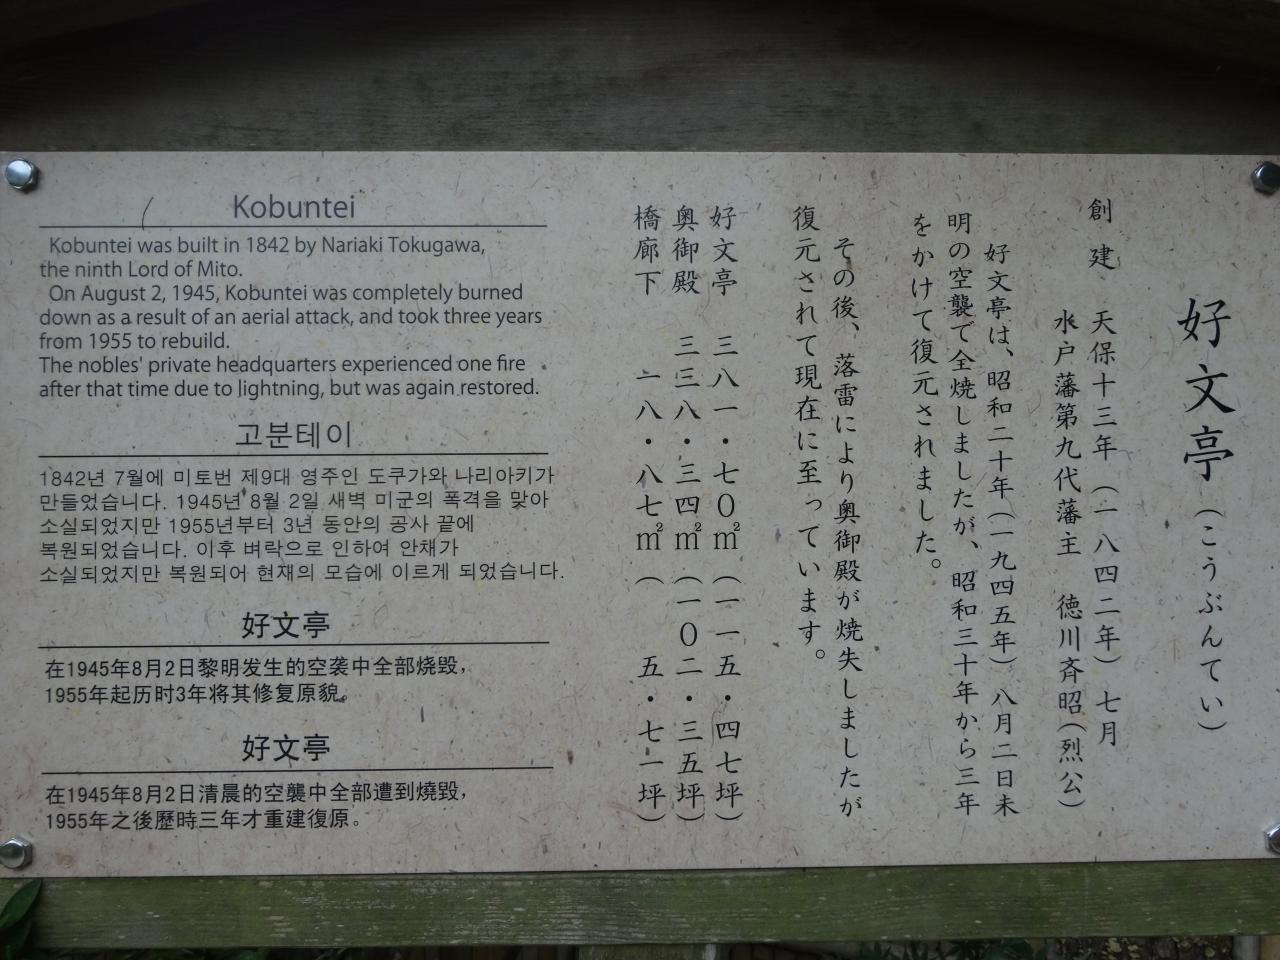 好文亭（こうぶんてい）
創建　天保十三年（一八四二年）七月
水戸藩第九代藩主　徳川斉昭（烈公）
好文亭は、昭和二十年（一九四五年）八月二日未
明の空襲で全焼しましたが、昭和三十年から三年
をかけて復元されました。
その後、落雷により奥御殿が焼失しましたが
復元されて現在に至っています。
好文亭　三八一・七〇㎡（一一五・四七坪）
奥御殿　三三八・三四㎡（一〇二・三五坪）
橋廊下　一八・八七㎡（五・七一坪）
Kobuntei
Kobuntei was built in 1842 by Nariaki Tokugawa,
the ninth Lord of Mito.
On August 2, 1945, Kobuntei was completely burned
down as a result of an aerial attack, and took three years
from 1955 to rebuild.
The nobles' private headquarters experienced one fire
after that time due to lightning, but was again restored.
고분테이
1842년 7월에 미토번 제9대 영주인 도쿠가와 나리아키가
만들었습니다. 1945년 8월 2일 새벽 미군의 폭격을 맞아
소실되었지만 1955년부터 3년 동안의 공사 끝에
복원되었습니다. 이후 벼락으로 인하여 안채가
소실되었지만 복원되어 현재의 모습에 이르게 되었습니다.
好文亭
在1945年8月2日黎明发生的空袭中全部烧毁，
1955年起历时3年将其修复原貌。
好文亭
在1945年8月2日清晨的空襲中全部遭到燒毀，
1955年之後歷時三年才重建復原。